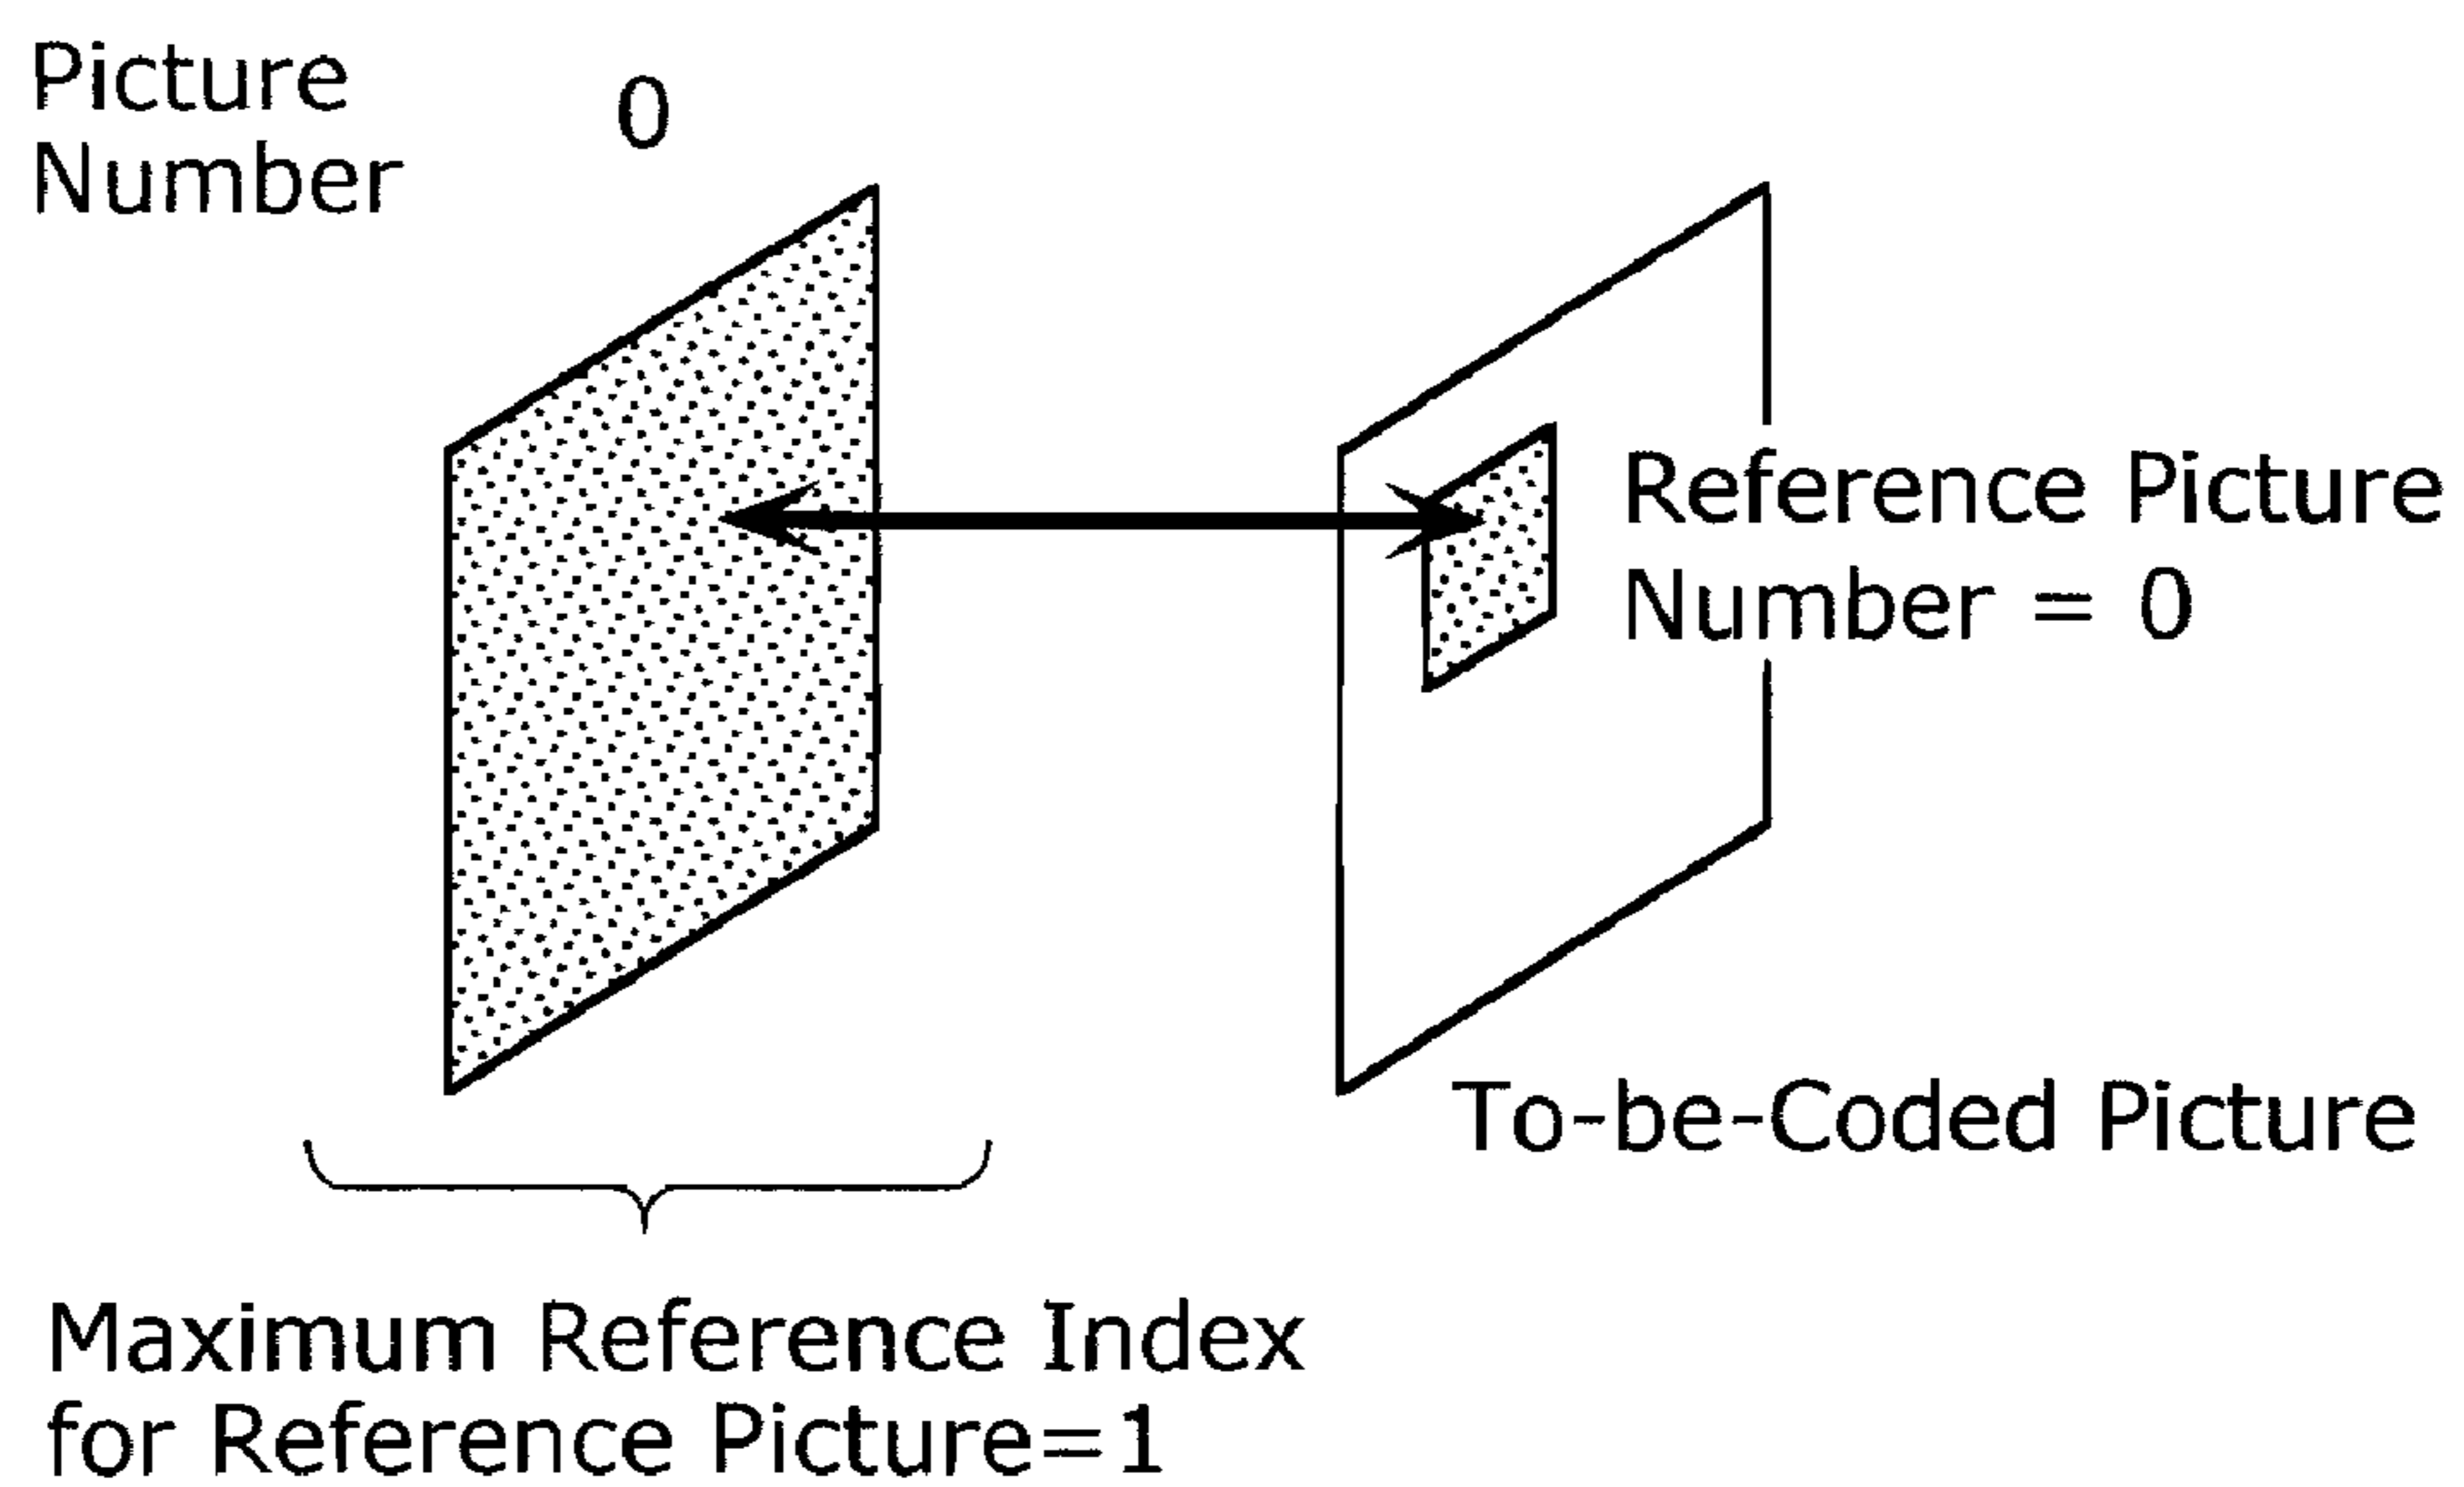 Picture
Number
0
Reference Picture
Number = 0
To-be-Coded Picture
Maximum Reference Index
for Reference Picture=1